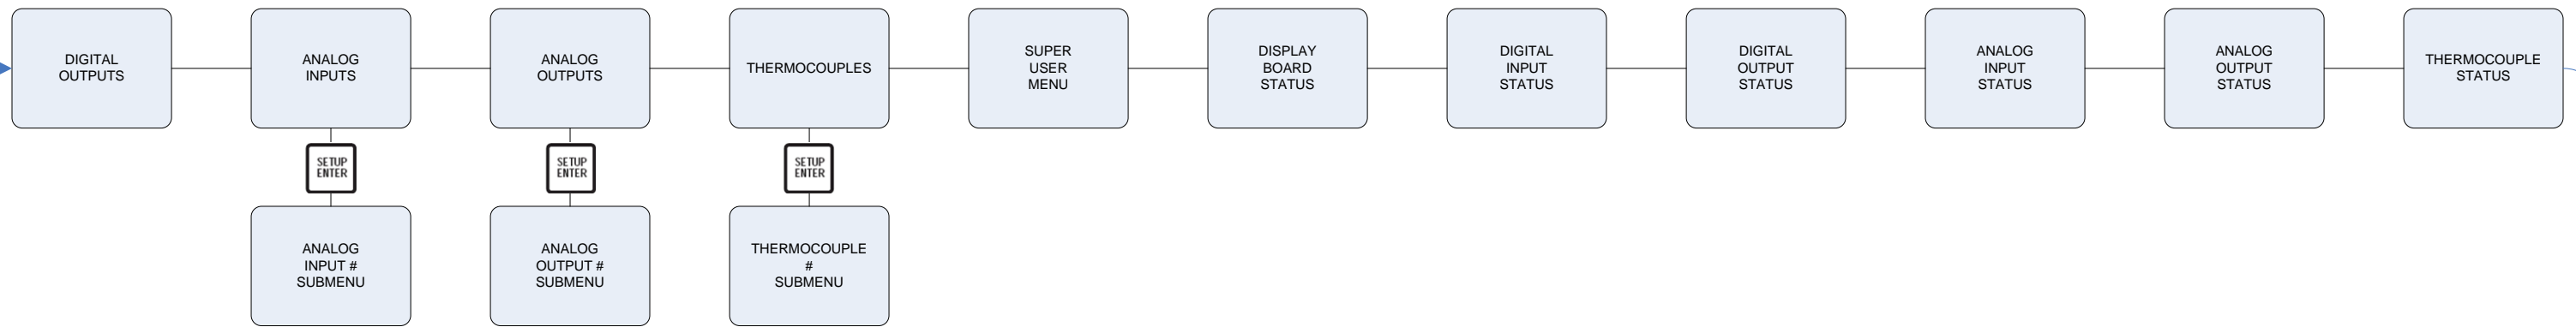 DIGITAL
OUTPUTS
ANALOG
INPUTS
ANALOG
OUTPUTS
THERMOCOUPLES
SUPER
USER
MENU
DISPLAY
BOARD
STATUS
DIGITAL
INPUT
STATUS
DIGITAL
OUTPUT
STATUS
ANALOG
INPUT
STATUS
ANALOG
OUTPUT
STATUS
THERMOCOUPLE
STATUS
SETUP
ENTER
SETUP
ENTER
SETUP
ENTER
ANALOG
INPUT #
SUBMENU
ANALOG
OUTPUT #
SUBMENU
THERMOCOUPLE
#
SUBMENU